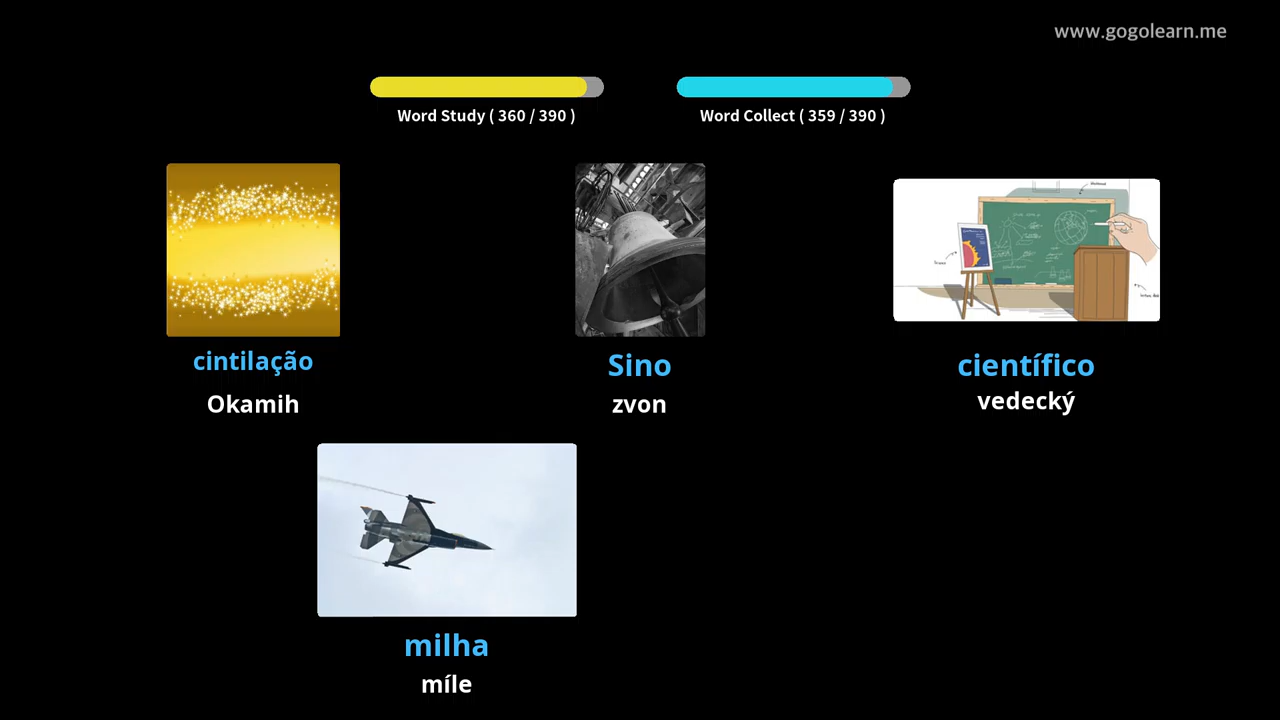 www.gogolearn.me
Word Study ( 360 / 390 )
Word Collect ( 359 / 390 )
cintilação
Okamih
Sino
zvon
científico
vedecký
milha
míle